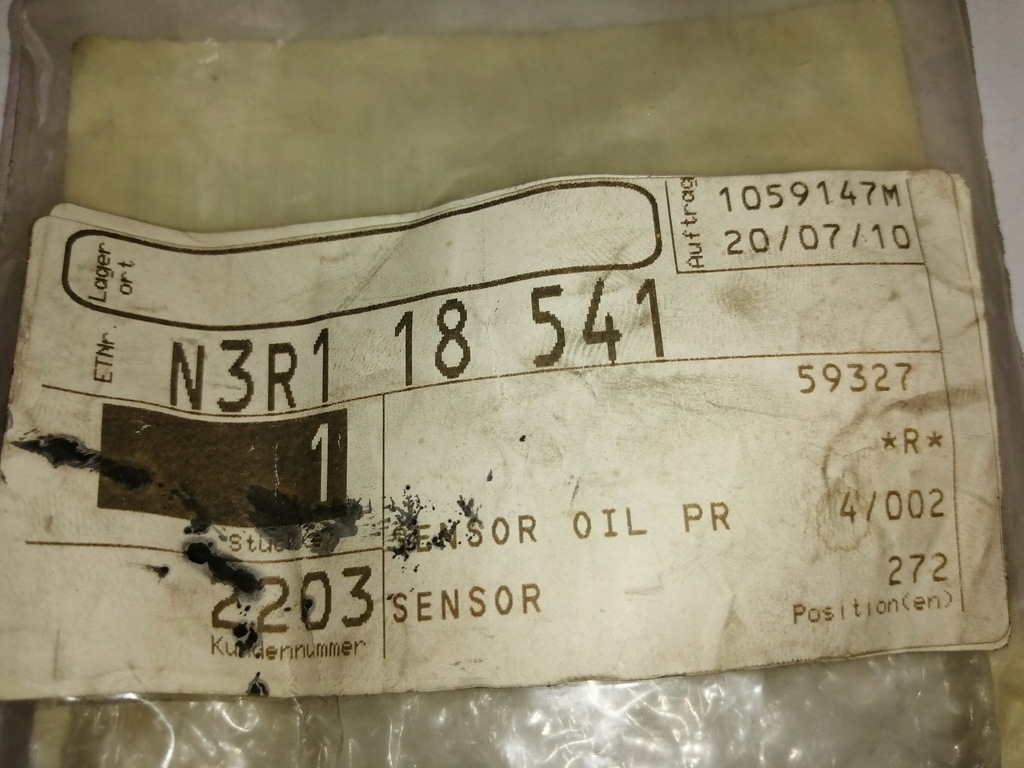 Lager
ort
Auftrag
1059147M
20/07/10
ETNr.
N3R1 18 541
59327
1
*R*
Stück(e)
SENSOR OIL PR
4/002
2203
SENSOR
272
Kundennummer
Position(en)